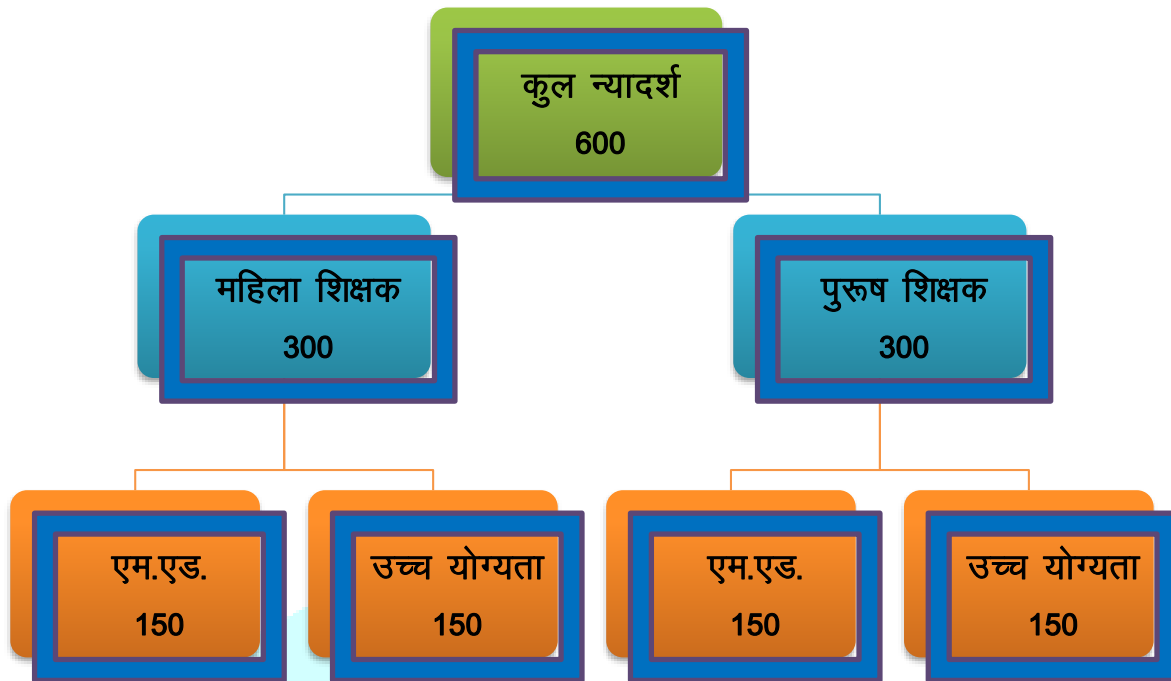 कुल न्यादर्श
600
महिला शिक्षक
300
पुरूष शिक्षक
300
एम.एड.
150
उच्च योग्यता
150
एम.एड.
150
उच्च योग्यता
150